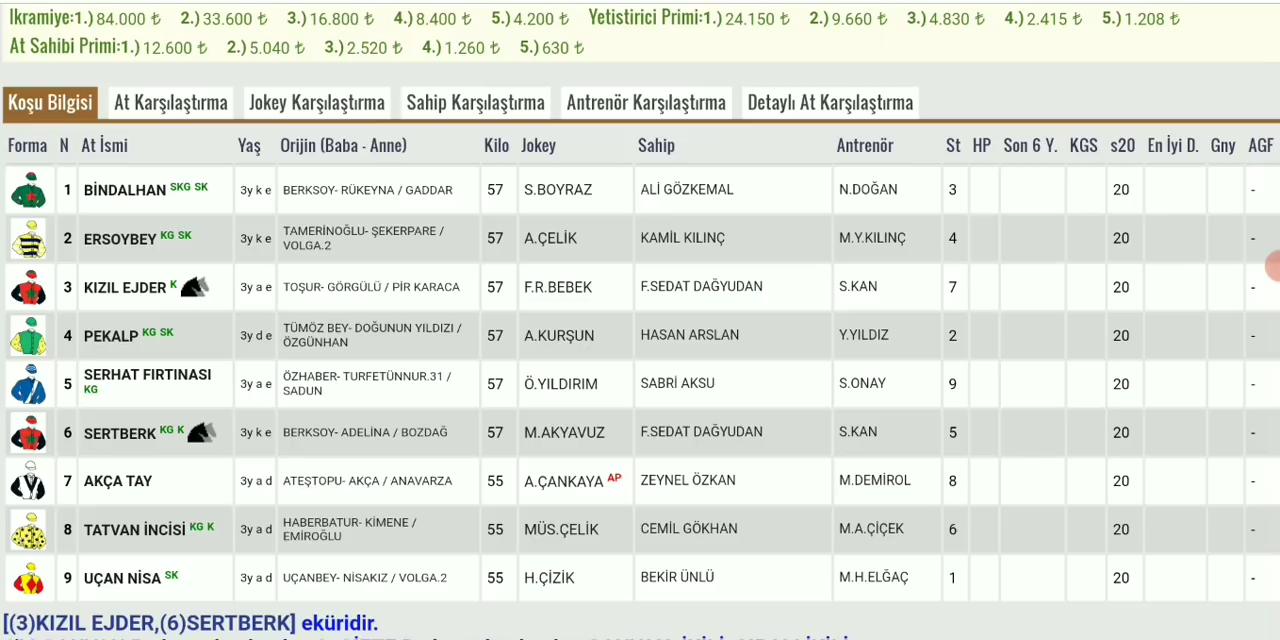 Ikramiye:1.) 84.000 ₺ 2.) 33.600 ₺ 3.) 16.800 ₺ 4.) 8.400 ₺ 5.) 4.200 ₺ Yetistirici Primi:1.) 24.150 ₺ 2.) 9.660 ₺ 3.) 4.830 ₺ 4.) 2.415 ₺ 5.) 1.208 ₺
At Sahibi Primi:1.) 12.600 ₺ 2.) 5.040 ₺ 3.) 2.520 ₺ 4.) 1.260 ₺ 5.) 630 ₺
Koşu Bilgisi At Karşılaştırma Jokey Karşılaştırma Sahip Karşılaştırma Antrenör Karşılaştırma Detaylı At Karşılaştırma
Forma N At İsmi Yaş Orijin (Baba - Anne) Kilo Jokey Sahip Antrenör St HP Son 6 Y. KGS s20 En İyi D. Gny AGF
1 BİNDALHAN SKG SK 3y k e BERKSOY- RÜKEYNA / GADDAR 57 S.BOYRAZ ALİ GÖZKEMAL N.DOĞAN 3 20 -
2 ERSOYBEY KG SK 3y k e TAMERİNOĞLU- ŞEKERPARE / VOLGA.2 57 A.ÇELİK KAMİL KILINÇ M.Y.KILINÇ 4 20 -
3 KIZIL EJDER K 3y a e TOŞUR- GÖRGÜLÜ / PİR KARACA 57 F.R.BEBEK F.SEDAT DAĞYUDAN S.KAN 7 20 -
4 PEKALP KG SK 3y d e TÜMÖZ BEY- DOĞUNUN YILDIZI / ÖZGÜNHAN 57 A.KURŞUN HASAN ARSLAN Y.YILDIZ 2 20 -
5 SERHAT FIRTINASI KG 3y a e ÖZHABER- TURFETÜNNUR.31 / SADUN 57 Ö.YILDIRIM SABRİ AKSU S.ONAY 9 20 -
6 SERTBERK KG K 3y k e BERKSOY- ADELİNA / BOZDAĞ 57 M.AKYAVUZ F.SEDAT DAĞYUDAN S.KAN 5 20 -
7 AKÇA TAY 3y a d ATEŞTOPU- AKÇA / ANAVARZA 55 A.ÇANKAYA AP ZEYNEL ÖZKAN M.DEMİROL 8 20 -
8 TATVAN İNCİSİ KG K 3y a d HABERBATUR- KİMENE / EMİROĞLU 55 MÜS.ÇELİK CEMİL GÖKHAN M.A.ÇİÇEK 6 20 -
9 UÇAN NİSA SK 3y a d UÇANBEY- NİSAKIZ / VOLGA.2 55 H.ÇİZİK BEKİR ÜNLÜ M.H.ELĞAÇ 1 20 -
[(3)KIZIL EJDER,(6)SERTBERK] eküridir.